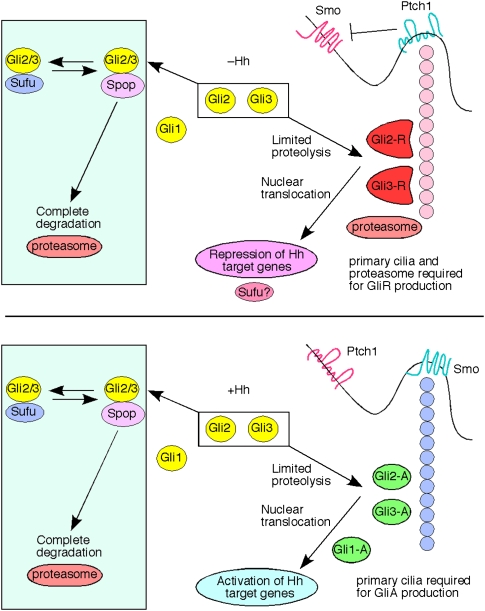 Smo
Ptch1
Gli2/3
Gli2/3
Sufu
Spop
–Hh
Gli2
Gli3
Gli1
Limited
proteolysis
Gli2-R
Nuclear
translocation
Gli3-R
Complete
degradation
proteasome
proteasome
Repression of Hh
target genes
Sufu?
primary cilia and
proteasome required
for GliR production
Ptch1
Smo
Gli2/3
Gli2/3
Sufu
Spop
+Hh
Gli2
Gli3
Gli1
Limited
proteolysis
Gli2-A
Nuclear
translocation
Gli3-A
Gli1-A
Complete
degradation
proteasome
Activation of Hh
target genes
primary cilia required
for GliA production